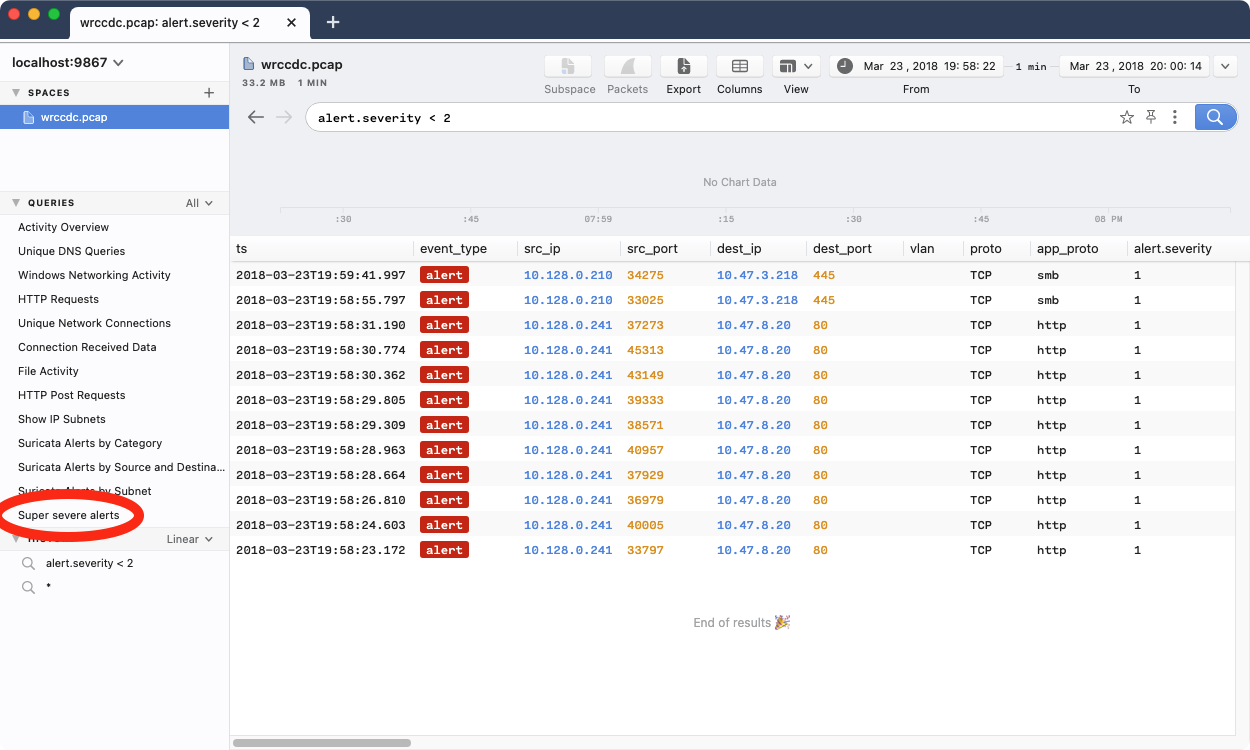 wrccdc.pcap: alert.severity < 2
localhost:9867
SPACES
wrccdc.pcap
QUERIES All
Activity Overview
Unique DNS Queries
Windows Networking Activity
HTTP Requests
Unique Network Connections
Connection Received Data
File Activity
HTTP Post Requests
Show IP Subnets
Suricata Alerts by Category
Suricata Alerts by Source and Destina...
Suricata Alerts by Subnet
Super severe alerts
Linear
alert.severity < 2
*
wrccdc.pcap
33.2 MB 1 MIN
Subspace Packets Export Columns View
Mar 23 , 2018 19: 58: 22 1 min Mar 23 , 2018 20: 00: 14
From To
alert.severity < 2
No Chart Data
:30 :45 07:59 :15 :30 :45 08 PM
ts event_type src_ip src_port dest_ip dest_port vlan proto app_proto alert.severity
2018-03-23T19:59:41.997 alert 10.128.0.210 34275 10.47.3.218 445 TCP smb 1
2018-03-23T19:58:55.797 alert 10.128.0.210 33025 10.47.3.218 445 TCP smb 1
2018-03-23T19:58:31.190 alert 10.128.0.241 37273 10.47.8.20 80 TCP http 1
2018-03-23T19:58:30.774 alert 10.128.0.241 45313 10.47.8.20 80 TCP http 1
2018-03-23T19:58:30.362 alert 10.128.0.241 43149 10.47.8.20 80 TCP http 1
2018-03-23T19:58:29.805 alert 10.128.0.241 39333 10.47.8.20 80 TCP http 1
2018-03-23T19:58:29.309 alert 10.128.0.241 38571 10.47.8.20 80 TCP http 1
2018-03-23T19:58:28.963 alert 10.128.0.241 40957 10.47.8.20 80 TCP http 1
2018-03-23T19:58:28.664 alert 10.128.0.241 37929 10.47.8.20 80 TCP http 1
2018-03-23T19:58:26.810 alert 10.128.0.241 36979 10.47.8.20 80 TCP http 1
2018-03-23T19:58:24.603 alert 10.128.0.241 40005 10.47.8.20 80 TCP http 1
2018-03-23T19:58:23.172 alert 10.128.0.241 33797 10.47.8.20 80 TCP http 1
End of results 🎉